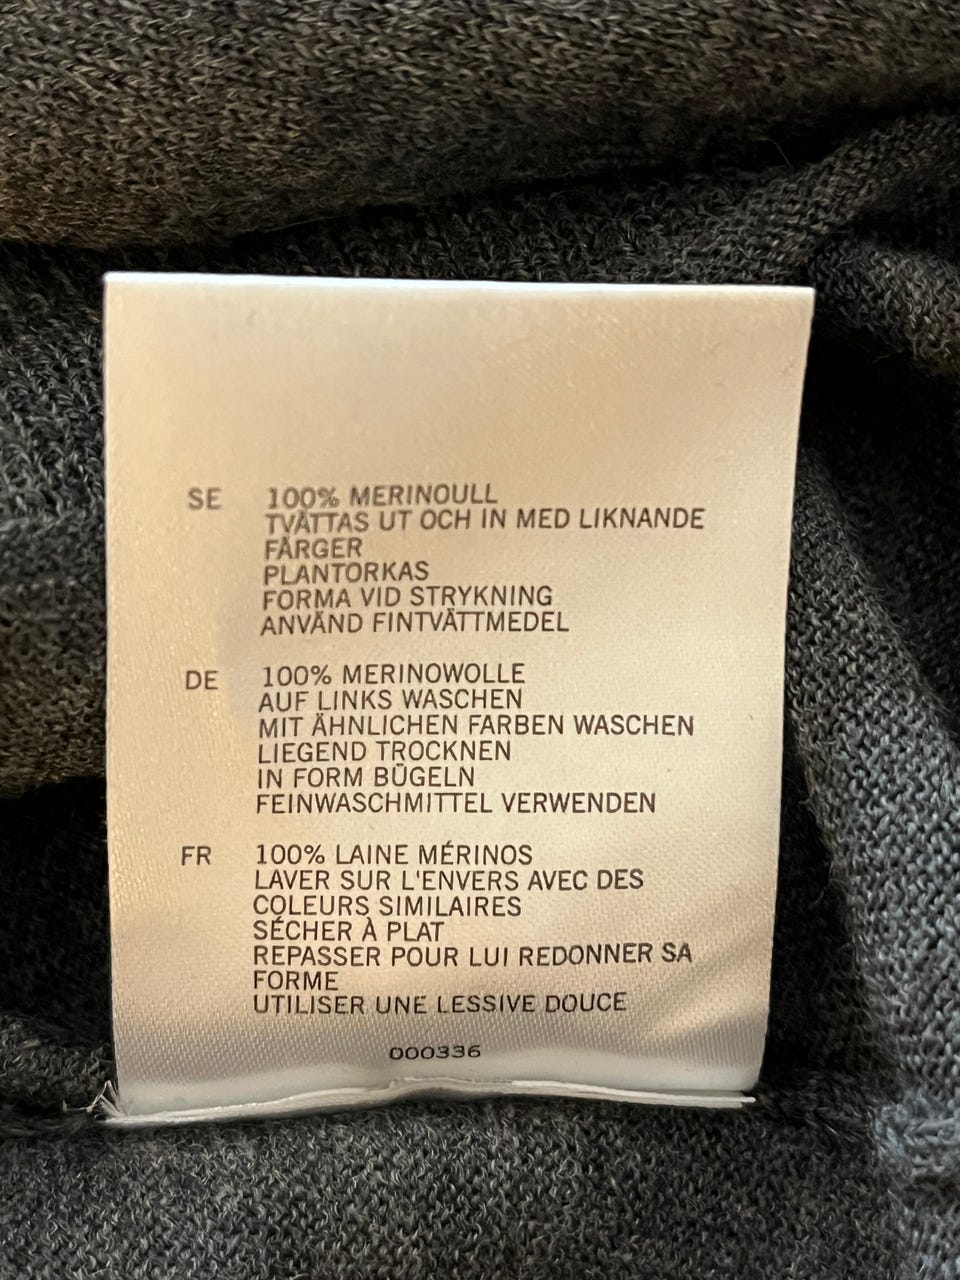 SE 100% MERINOULL
TVÄTTAS UT OCH IN MED LIKNANDE
FÄRGER
PLANTORKAS
FORMA VID STRYKNING
ANVÄND FINTVÄTTMEDEL
DE 100% MERINOWOLLE
AUF LINKS WASCHEN
MIT ÄHNLICHEN FARBEN WASCHEN
LIEGEND TROCKNEN
IN FORM BÜGELN
FEINWASCHMITTEL VERWENDEN
FR 100% LAINE MÉRINOS
LAVER SUR L'ENVERS AVEC DES
COLEURS SIMILAIRES
SÉCHER À PLAT
REPASSER POUR LUI REDONNER SA
FORME
UTILISER UNE LESSIVE DOUCE
000336